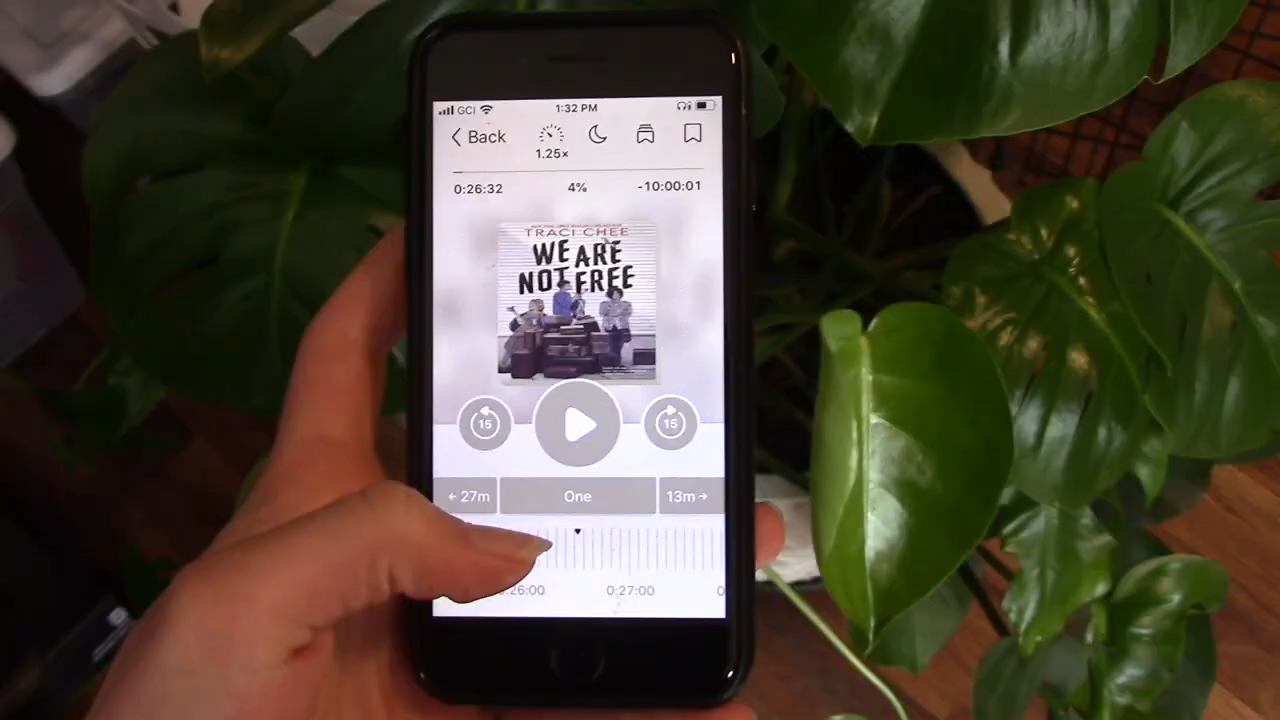 GCI 1:32 PM
Back
1.25×
0:26:32 4% -10:00:01
TRACI CHEE
WE ARE
NOT FREE
15 15
← 27m One 13m →
:26:00 0:27:00 0